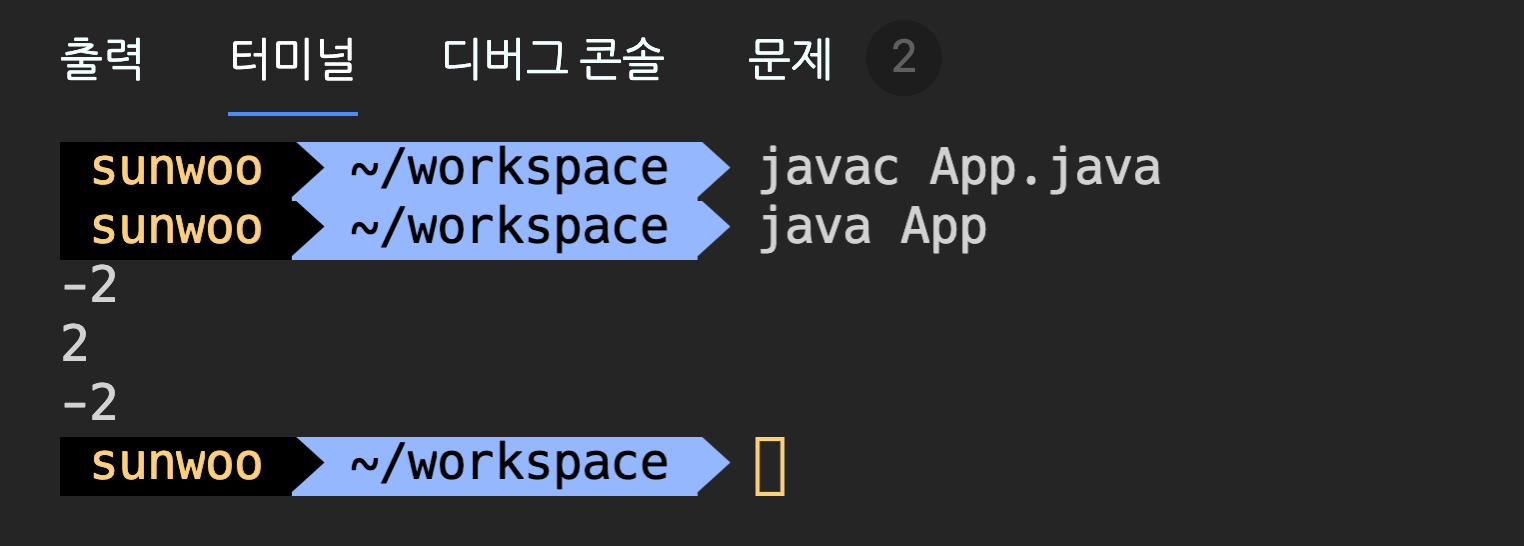 출력 터미널 디버그 콘솔 문제 2
sunwoo ~/workspace javac App.java
sunwoo ~/workspace java App
-2
2
-2
sunwoo ~/workspace